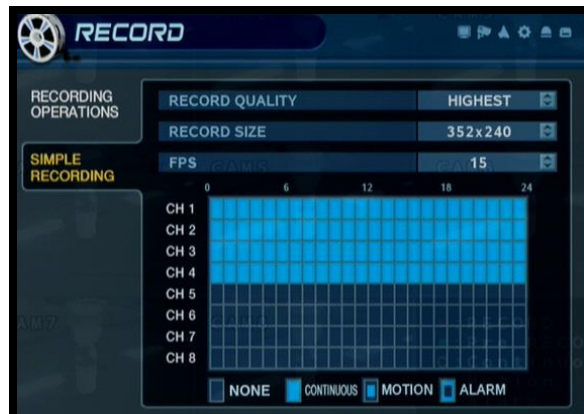 RECORD
RECORDING OPERATIONS
RECORD QUALITY HIGHEST
RECORD SIZE 352x240
SIMPLE RECORDING
FPS 15
0 6 12 18 24
CH 1
CH 2
CH 3
CH 4
CH 5
CH 6
CH 7
CH 8
NONE CONTINUOUS MOTION ALARM